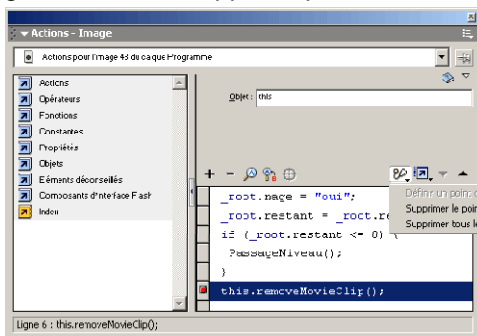 Actions - Image
Actions pour l'image 43 du calque Programme
Actions
Opérateurs
Fonctions
Constantes
Propriétés
Objets
Eléments déconseillés
Composants d'interface Flash
Index
Objet : this
_root.nage = "oui";
_root.restant = _root.re
if (_root.restant <= 0) {
PassageNiveau();
}
this.removeMovieClip();
Définir un point
Supprimer le poin
Supprimer tous le
Ligne 6 : this.removeMovieClip();